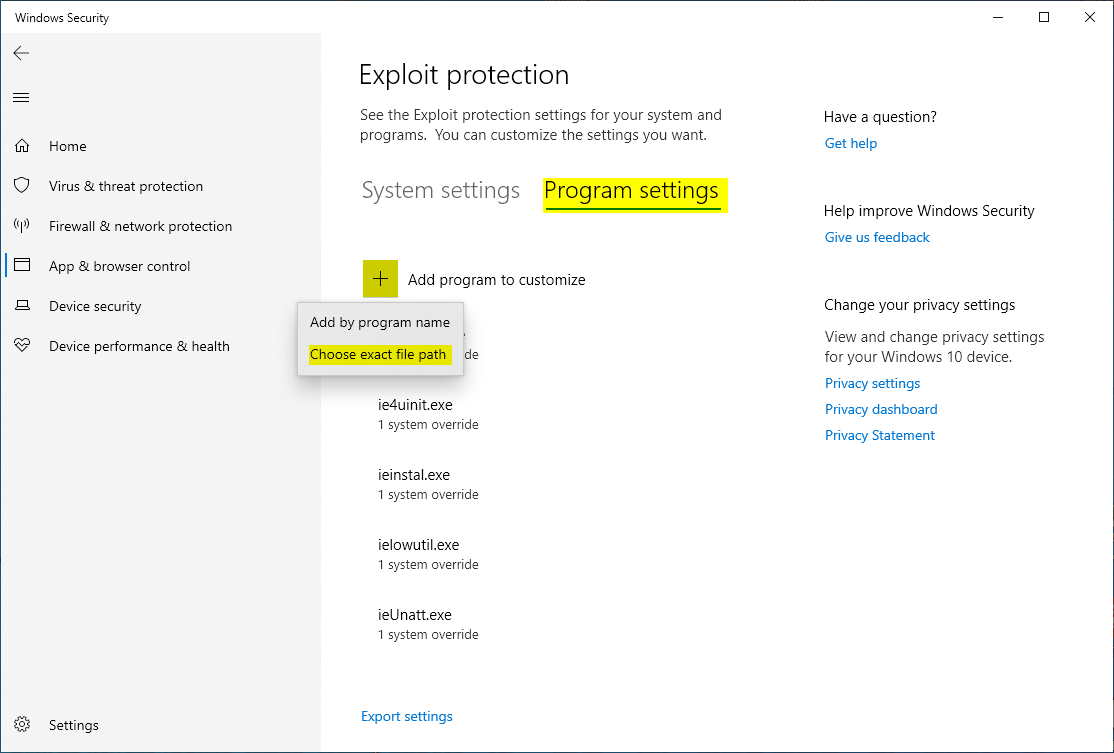 Windows Security
Home
Virus & threat protection
Firewall & network protection
App & browser control
Device security
Device performance & health
Settings
Exploit protection
See the Exploit protection settings for your system and
programs.  You can customize the settings you want.
System settings
Program settings
Add program to customize
Add by program name
Choose exact file path
ie4uinit.exe
1 system override
ieinstal.exe
1 system override
ielowutil.exe
1 system override
ieUnatt.exe
1 system override
Export settings
Have a question?
Get help
Help improve Windows Security
Give us feedback
Change your privacy settings
View and change privacy settings
for your Windows 10 device.
Privacy settings
Privacy dashboard
Privacy Statement